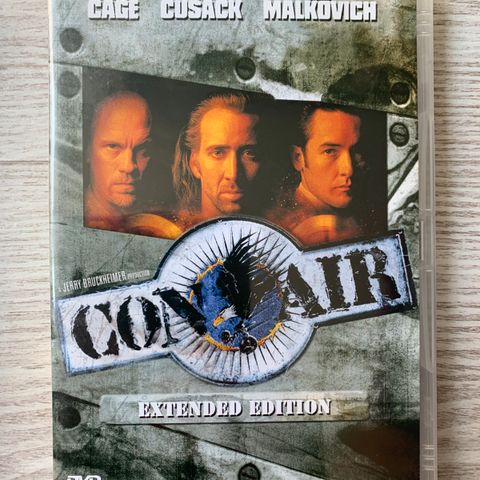 CAGE CUSACK MALKOVICH
A JERRY BRUCKHEIMER PRODUCTION
CON AIR
EXTENDED EDITION